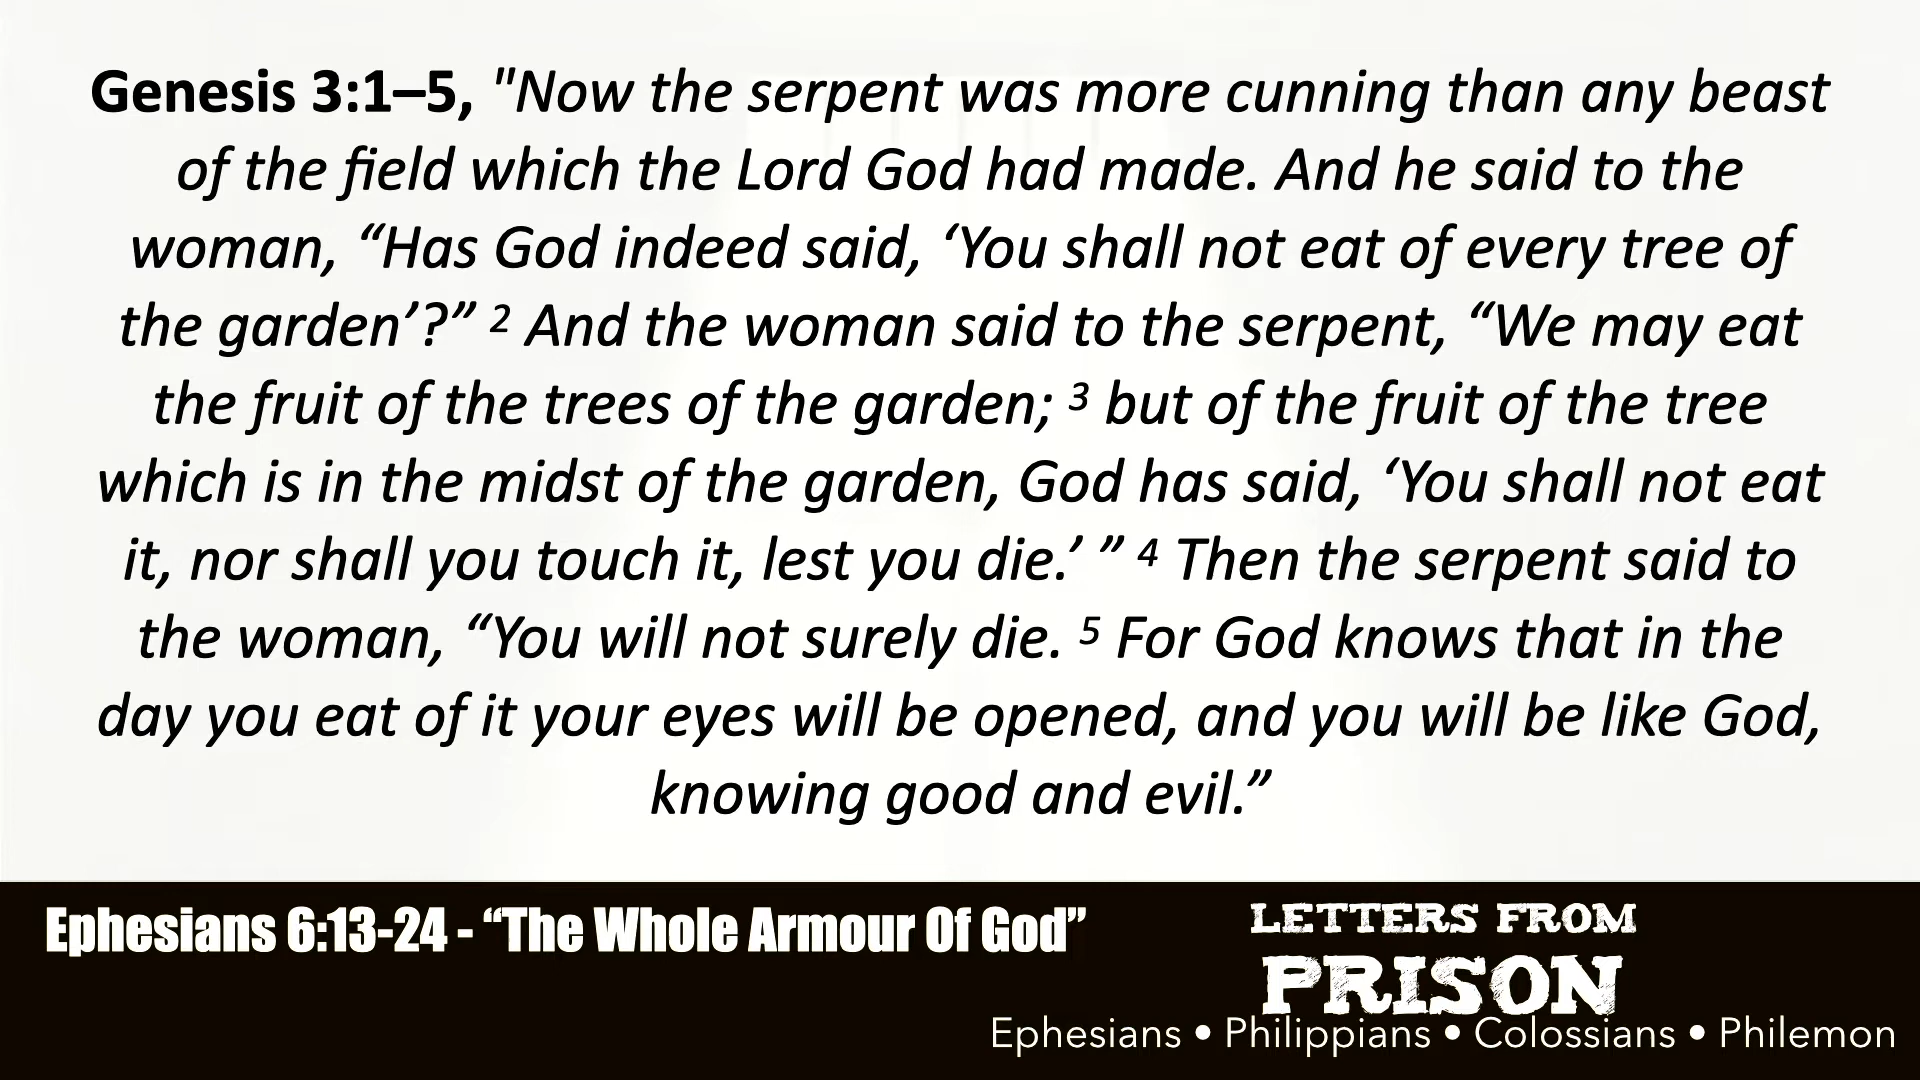 Genesis 3:1–5, "Now the serpent was more cunning than any beast
of the field which the Lord God had made. And he said to the
woman, “Has God indeed said, ‘You shall not eat of every tree of
the garden’?” 2 And the woman said to the serpent, “We may eat
the fruit of the trees of the garden; 3 but of the fruit of the tree
which is in the midst of the garden, God has said, ‘You shall not eat
it, nor shall you touch it, lest you die.’ ” 4 Then the serpent said to
the woman, “You will not surely die. 5 For God knows that in the
day you eat of it your eyes will be opened, and you will be like God,
knowing good and evil.”
Ephesians 6:13-24 - “The Whole Armour Of God”
LETTERS FROM
PRISON
Ephesians • Philippians • Colossians • Philemon